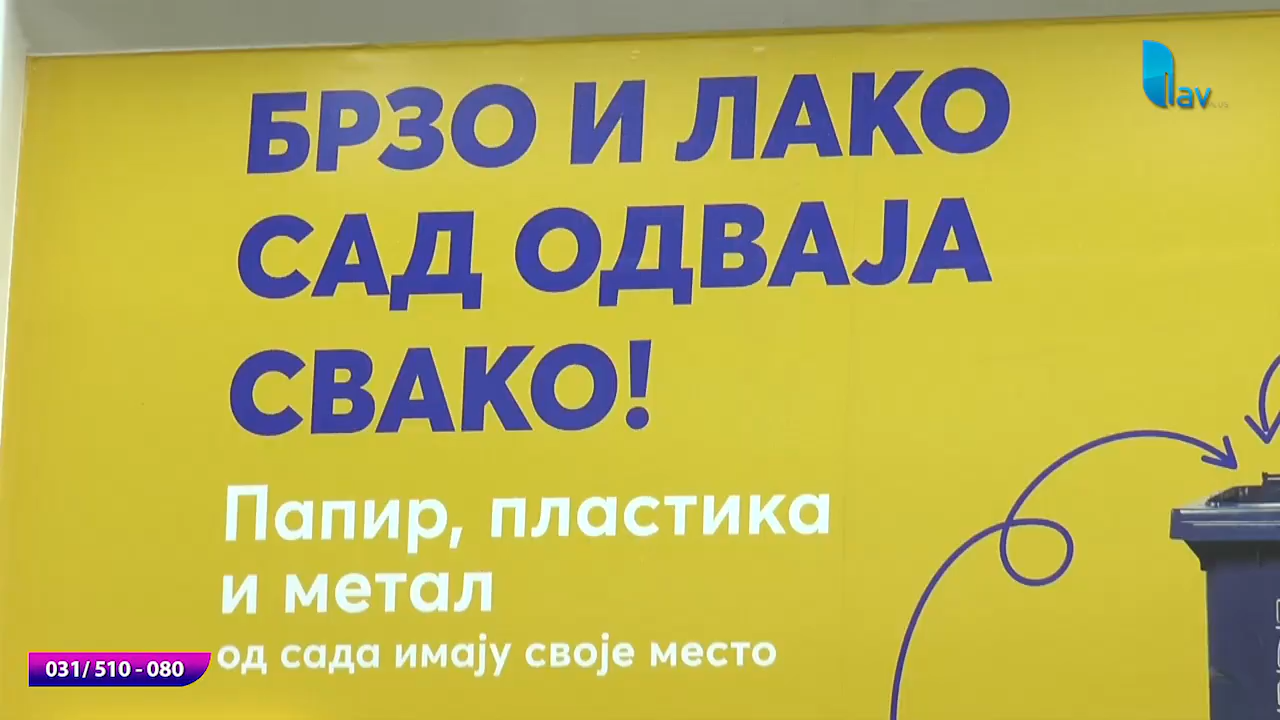 lav
БРЗО И ЛАКО
САД ОДВАЈА
СВАКО!
Папир, пластика
и метал
од сада имају своје место
031/ 510 - 080